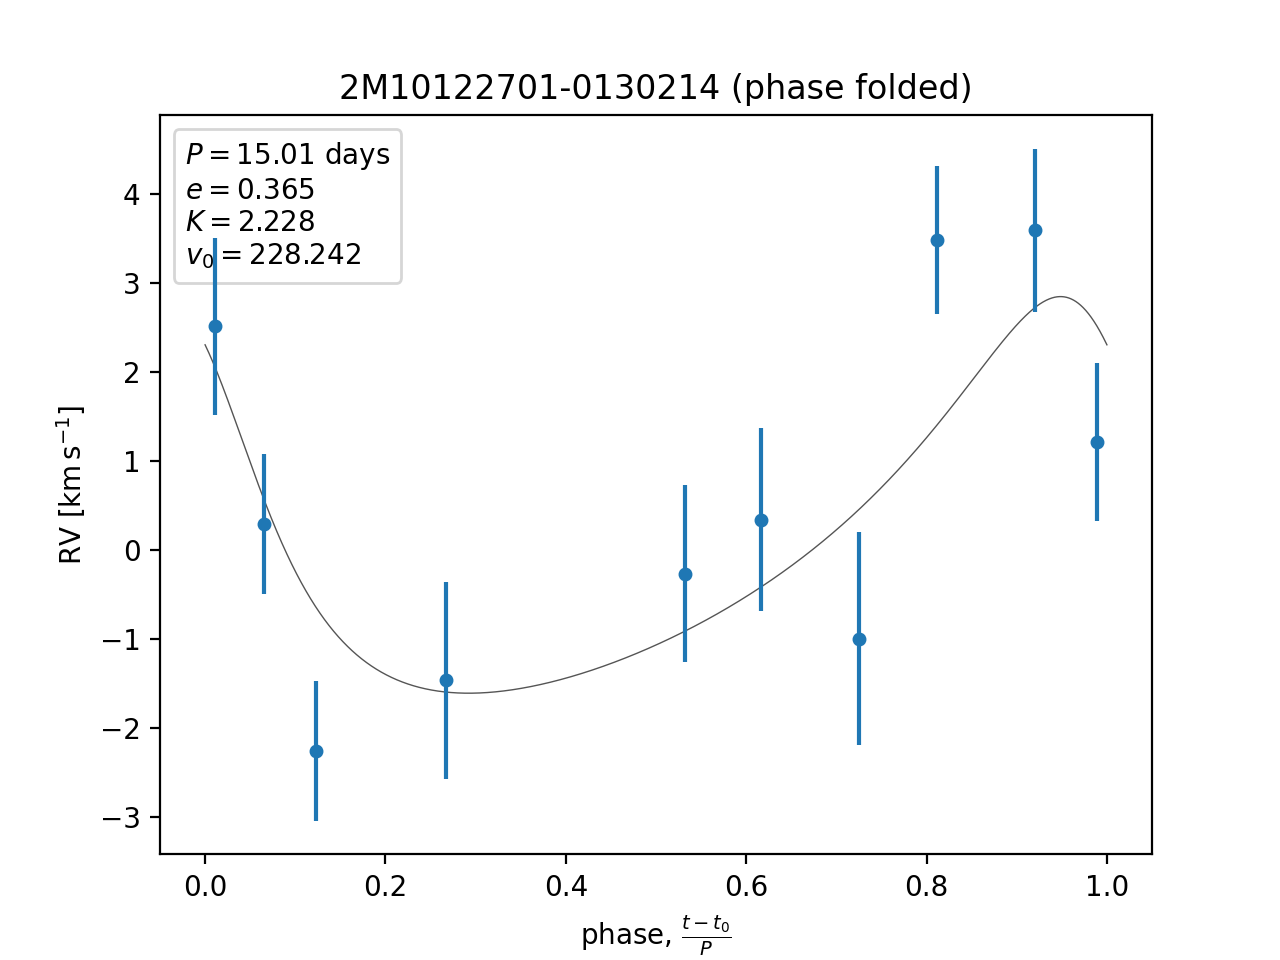 2M10122701-0130214 (phase folded)
P = 15.01 days
e = 0.365
K = 2.228
v₀ = 228.242
4
3
2
1
0
−1
−2
−3
RV [km s⁻¹]
0.0 0.2 0.4 0.6 0.8 1.0
phase, (t − t₀)/P